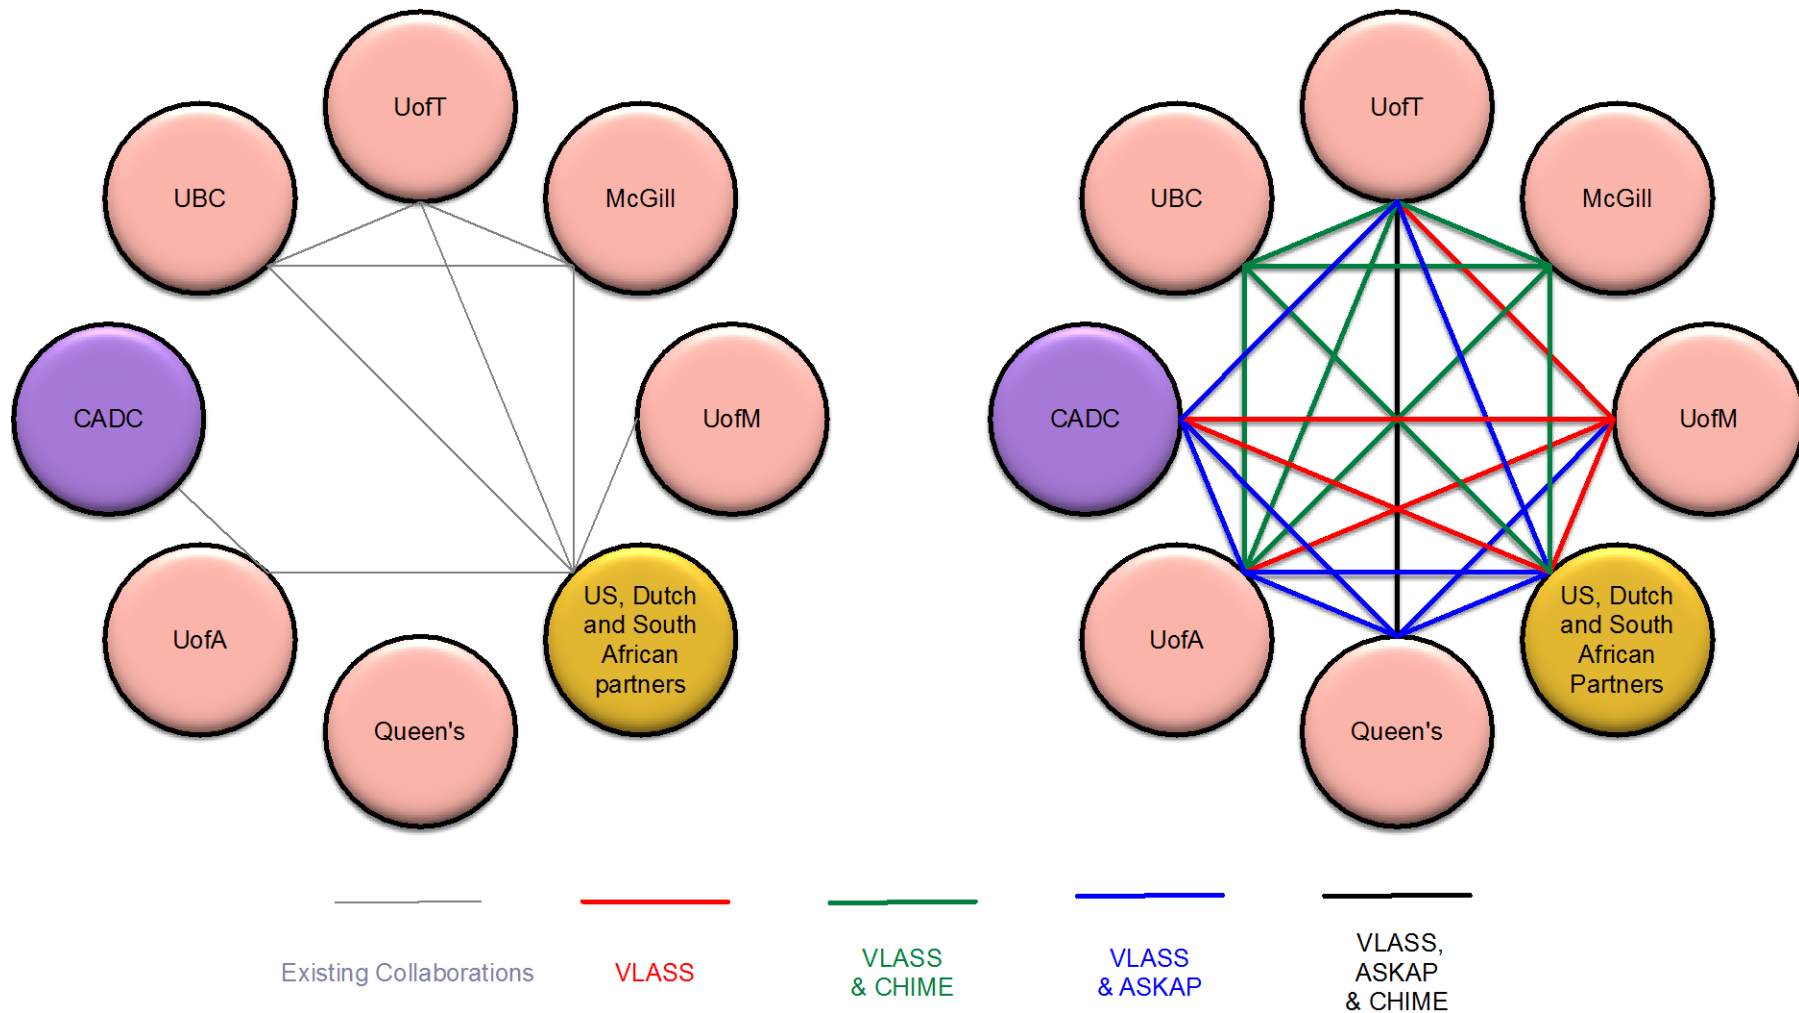 UofT
UBC
McGill
CADC
UofM
UofA
US, Dutch
and South
African
partners
Queen's
UofT
UBC
McGill
CADC
UofM
UofA
US, Dutch
and South
African
Partners
Queen's
Existing Collaborations
VLASS
VLASS
& CHIME
VLASS
& ASKAP
VLASS,
ASKAP
& CHIME